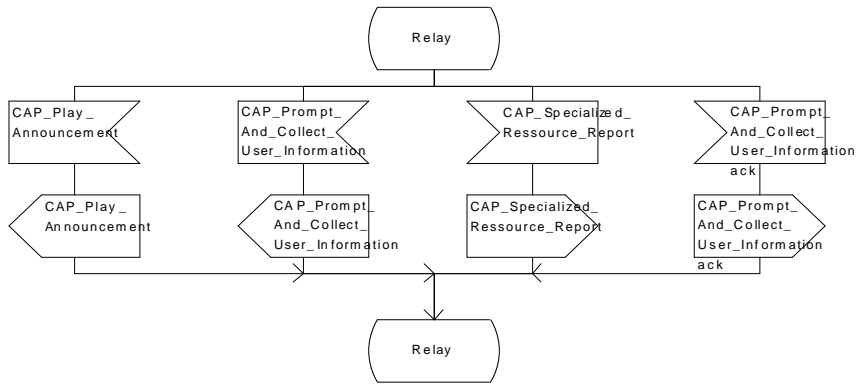 Relay
CAP_Play_
Announcement
CAP_Prompt_
And_Collect_
User_Information
CAP_Specialized_
Ressource_Report
CAP_Prompt_
And_Collect_
User_Information
ack
CAP_Play_
Announcement
CAP_Prompt_
And_Collect_
User_Information
CAP_Specialized_
Ressource_Report
CAP_Prompt_
And_Collect_
User_Information
ack
Relay